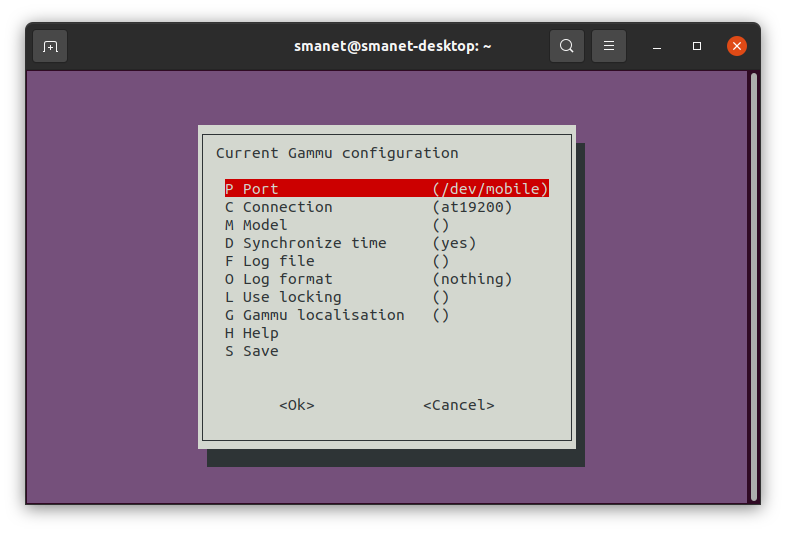 smanet@smanet-desktop: ~
Current Gammu configuration
P Port (/dev/mobile)
C Connection (at19200)
M Model ()
D Synchronize time (yes)
F Log file ()
O Log format (nothing)
L Use locking ()
G Gammu localisation ()
H Help
S Save
<Ok> <Cancel>